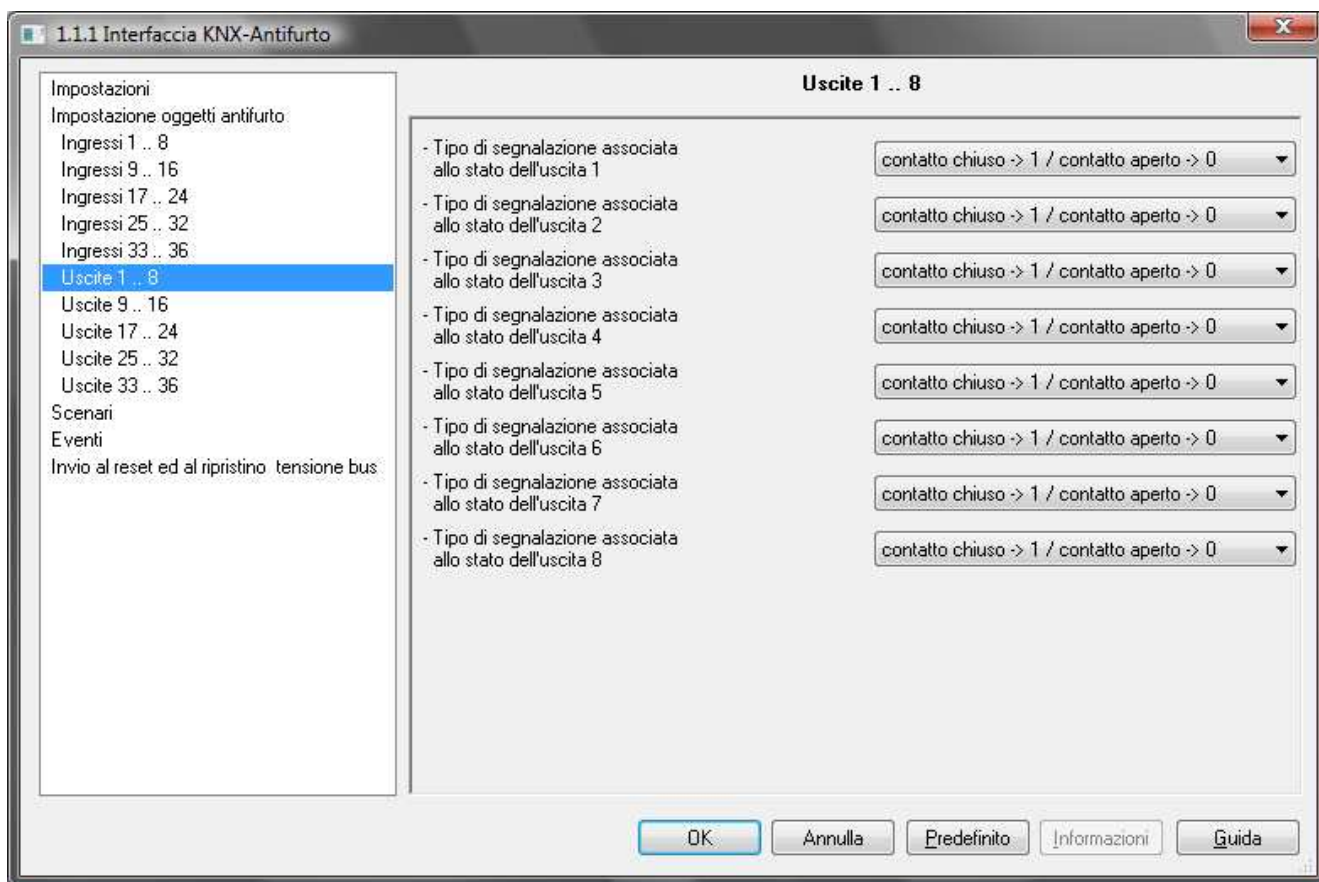 1.1.1 Interfaccia KNX-Antifurto
Impostazioni
Impostazione oggetti antifurto
Ingressi 1 .. 8
Ingressi 9 .. 16
Ingressi 17 .. 24
Ingressi 25 .. 32
Ingressi 33 .. 36
Uscite 1 .. 8
Uscite 9 .. 16
Uscite 17 .. 24
Uscite 25 .. 32
Uscite 33 .. 36
Scenari
Eventi
Invio al reset ed al ripristino tensione bus
Uscite 1 .. 8
- Tipo di segnalazione associata
allo stato dell'uscita 1
contatto chiuso -> 1 / contatto aperto -> 0
- Tipo di segnalazione associata
allo stato dell'uscita 2
contatto chiuso -> 1 / contatto aperto -> 0
- Tipo di segnalazione associata
allo stato dell'uscita 3
contatto chiuso -> 1 / contatto aperto -> 0
- Tipo di segnalazione associata
allo stato dell'uscita 4
contatto chiuso -> 1 / contatto aperto -> 0
- Tipo di segnalazione associata
allo stato dell'uscita 5
contatto chiuso -> 1 / contatto aperto -> 0
- Tipo di segnalazione associata
allo stato dell'uscita 6
contatto chiuso -> 1 / contatto aperto -> 0
- Tipo di segnalazione associata
allo stato dell'uscita 7
contatto chiuso -> 1 / contatto aperto -> 0
- Tipo di segnalazione associata
allo stato dell'uscita 8
contatto chiuso -> 1 / contatto aperto -> 0
OK
Annulla
Predefinito
Informazioni
Guida